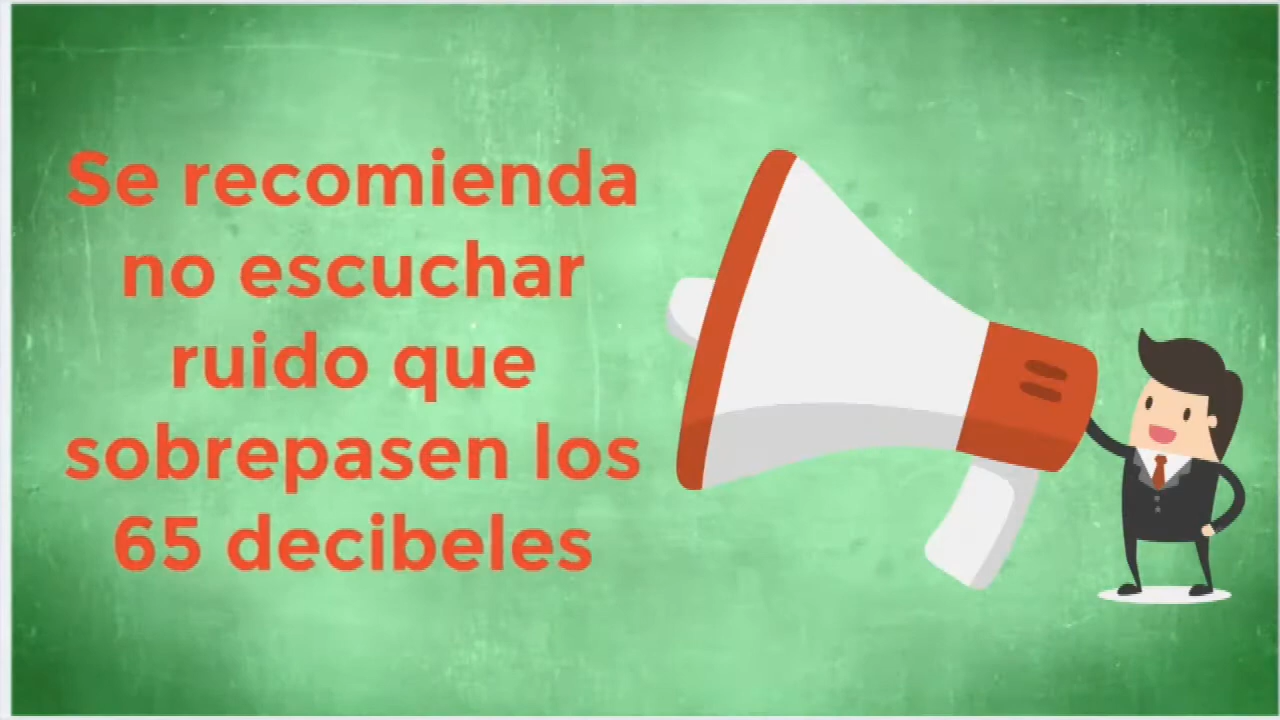 Se recomienda
no escuchar
ruido que
sobrepasen los
65 decibeles